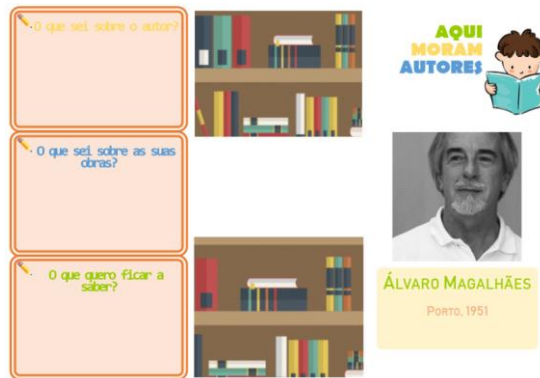 O que sei sobre o autor?
O que sei sobre as suas
obras?
O que quero ficar a
saber?
AQUI
MORAM
AUTORES
ÁLVARO MAGALHÃES
PORTO, 1951